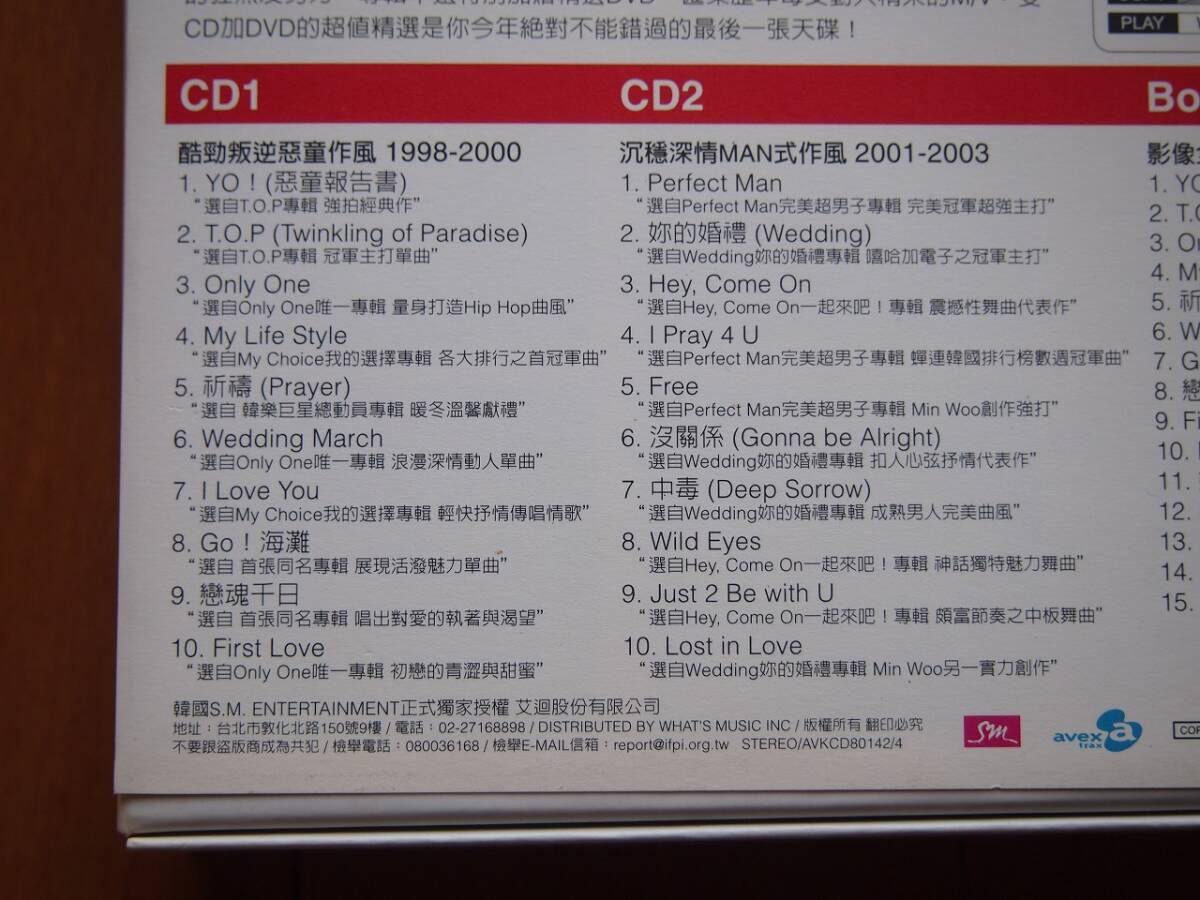 CD加DVD的超值精選是你今年絕對不能錯過的最後一張天碟！
PLAY
CD1
酷勁叛逆惡童作風 1998-2000
1. YO！(惡童報告書)
“選自T.O.P專輯 強拍經典作”
2. T.O.P (Twinkling of Paradise)
“選自T.O.P專輯 冠軍主打單曲”
3. Only One
“選自Only One唯一專輯 量身打造Hip Hop曲風”
4. My Life Style
“選自My Choice我的選擇專輯 各大排行之首冠軍曲”
5. 祈禱 (Prayer)
“選自 韓樂巨星總動員專輯 暖冬溫馨獻禮”
6. Wedding March
“選自Only One唯一專輯 浪漫深情動人單曲”
7. I Love You
“選自My Choice我的選擇專輯 輕快抒情傳唱情歌”
8. Go！海灘
“選自 首張同名專輯 展現活潑魅力單曲”
9. 戀魂千日
“選自 首張同名專輯 唱出對愛的執著與渴望”
10. First Love
“選自Only One唯一專輯 初戀的青澀與甜蜜”
CD2
沉穩深情MAN式作風 2001-2003
1. Perfect Man
“選自Perfect Man完美超男子專輯 完美冠軍超強主打”
2. 妳的婚禮 (Wedding)
“選自Wedding妳的婚禮專輯 嘻哈加電子之冠軍主打”
3. Hey, Come On
“選自Hey, Come On一起來吧！專輯 震撼性舞曲代表作”
4. I Pray 4 U
“選自Perfect Man完美超男子專輯 蟬連韓國排行榜數週冠軍曲”
5. Free
“選自Perfect Man完美超男子專輯 Min Woo創作強打”
6. 沒關係 (Gonna be Alright)
“選自Wedding妳的婚禮專輯 扣人心弦抒情代表作”
7. 中毒 (Deep Sorrow)
“選自Wedding妳的婚禮專輯 成熟男人完美曲風”
8. Wild Eyes
“選自Hey, Come On一起來吧！專輯 神話獨特魅力舞曲”
9. Just 2 Be with U
“選自Hey, Come On一起來吧！專輯 頗富節奏之中板舞曲”
10. Lost in Love
“選自Wedding妳的婚禮專輯 Min Woo另一實力創作”
Bo
影像
1. YO
2. T.O
3. On
4. My
5. 祈
6. W
7. G
8. 戀
9. Fi
10.
11.
12.
13.
14.
15.
韓國S.M. ENTERTAINMENT正式獨家授權 艾迴股份有限公司
地址：台北市敦化北路150號9樓 / 電話：02-27168898 / DISTRIBUTED BY WHAT'S MUSIC INC / 版權所有 翻印必究
不要跟盜版商成為共犯 / 檢舉電話：080036168 / 檢舉E-MAIL信箱：report@ifpi.org.tw STEREO/AVKCD80142/4
SM
avex trax
COP